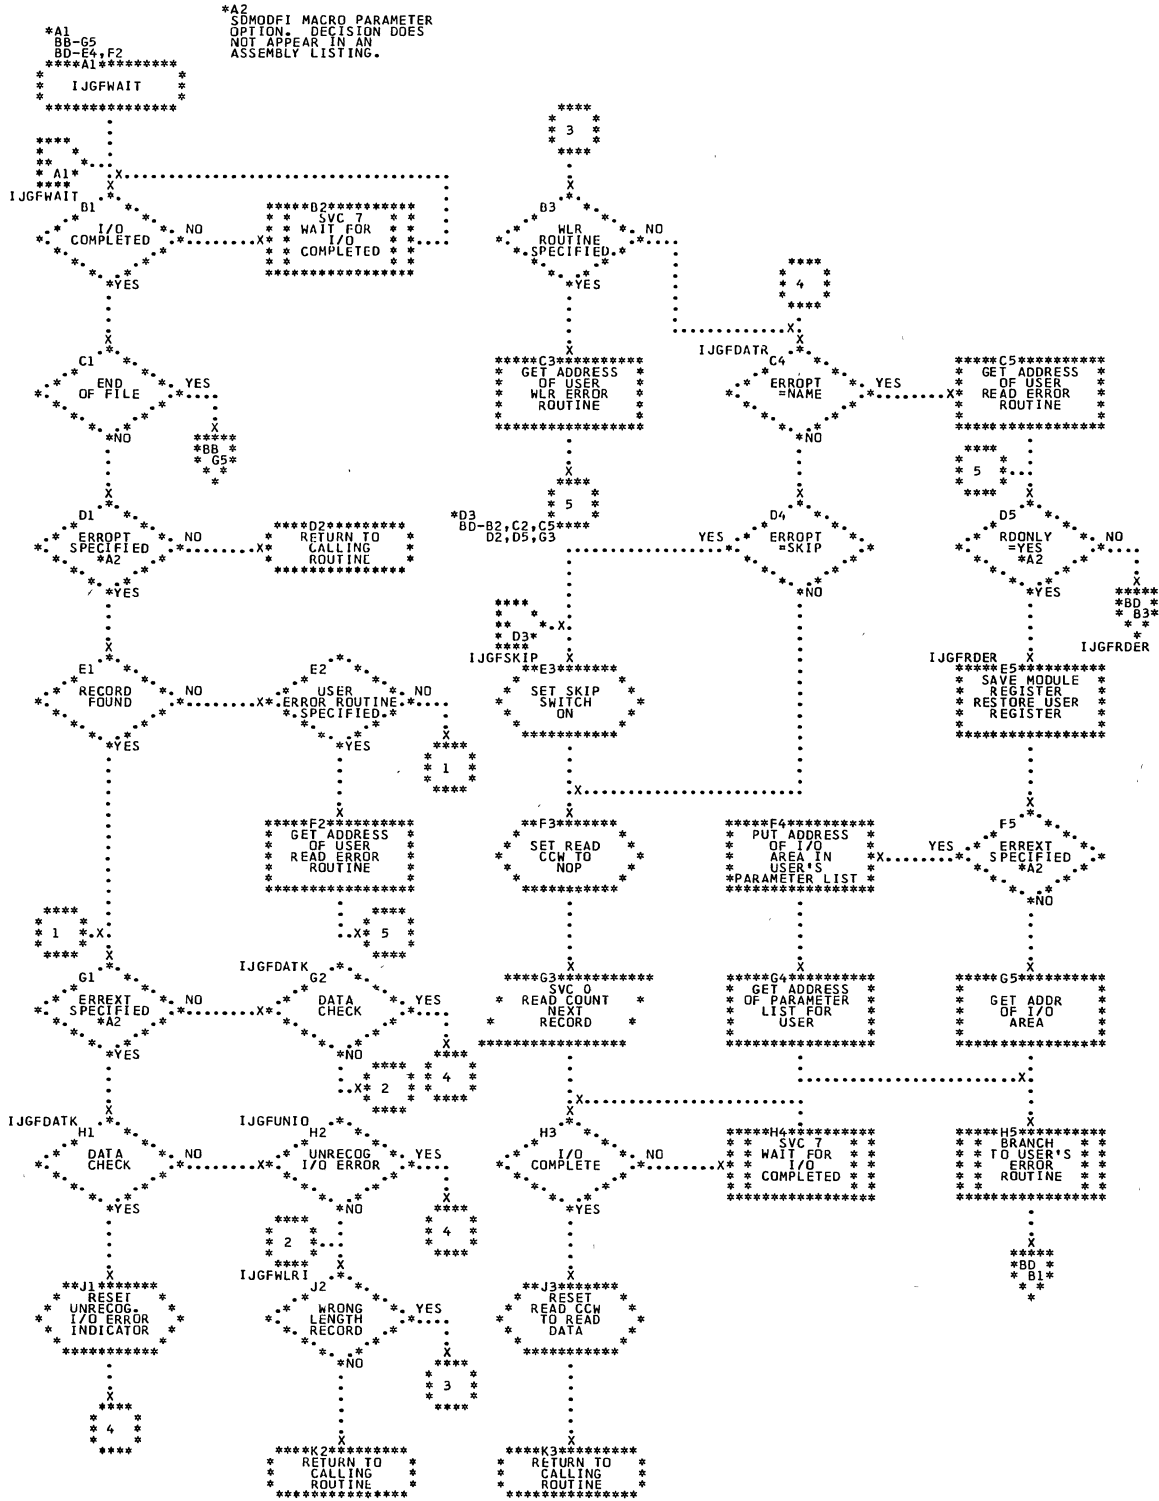 *A1
BB-G5
BD-E4,F2
*A2
SDMODFI MACRO PARAMETER
OPTION. DECISION DOES
NOT APPEAR IN AN
ASSEMBLY LISTING.
****A1*********
IJGFWAIT
A1*
IJGFWAIT
B1
I/O
COMPLETED
NO
YES
B2
SVC 7
WAIT FOR
I/O
COMPLETED
3
B3
WLR
ROUTINE
SPECIFIED
NO
YES
4
C1
END
OF FILE
YES
NO
*BB
G5*
C3
GET ADDRESS
OF USER
WLR ERROR
ROUTINE
IJGFDATR
C4
ERROPT
=NAME
YES
NO
C5
GET ADDRESS
OF USER
READ ERROR
ROUTINE
5
5
D1
ERROPT
SPECIFIED
*A2
NO
YES
D2
RETURN TO
CALLING
ROUTINE
*D3
BD-B2,C2,C5
D2,D5,G3
YES
D4
ERROPT
=SKIP
NO
D5
RDONLY
=YES
*A2
NO
YES
*BD
B3*
IJGFRDER
D3*
IJGFSKIP
E1
RECORD
FOUND
NO
YES
E2
USER
ERROR ROUTINE
SPECIFIED
NO
YES
1
E3
SET SKIP
SWITCH
ON
IJGFRDER
E5
SAVE MODULE
REGISTER
RESTORE USER
REGISTER
F2
GET ADDRESS
OF USER
READ ERROR
ROUTINE
F3
SET READ
CCW TO
NOP
F4
PUT ADDRESS
OF I/O
AREA IN
USER'S
PARAMETER LIST
YES
F5
ERREXT
SPECIFIED
*A2
NO
1
5
G1
ERREXT
SPECIFIED
*A2
NO
YES
IJGFDATK
G2
DATA
CHECK
YES
NO
2
4
G3
SVC 0
READ COUNT
NEXT
RECORD
G4
GET ADDRESS
OF PARAMETER
LIST FOR
USER
G5
GET ADDR
OF I/O
AREA
IJGFDATK
H1
DATA
CHECK
NO
YES
IJGFUNIO
H2
UNRECOG
I/O ERROR
YES
NO
4
H3
I/O
COMPLETE
NO
YES
H4
SVC 7
WAIT FOR
I/O
COMPLETED
H5
BRANCH
TO USER'S
ERROR
ROUTINE
*BD
B1*
2
IJGFWLRI
J1
RESET
UNRECOG.
I/O ERROR
INDICATOR
4
J2
WRONG
LENGTH
RECORD
YES
NO
3
J3
RESET
READ CCW
TO READ
DATA
K2
RETURN TO
CALLING
ROUTINE
K3
RETURN TO
CALLING
ROUTINE